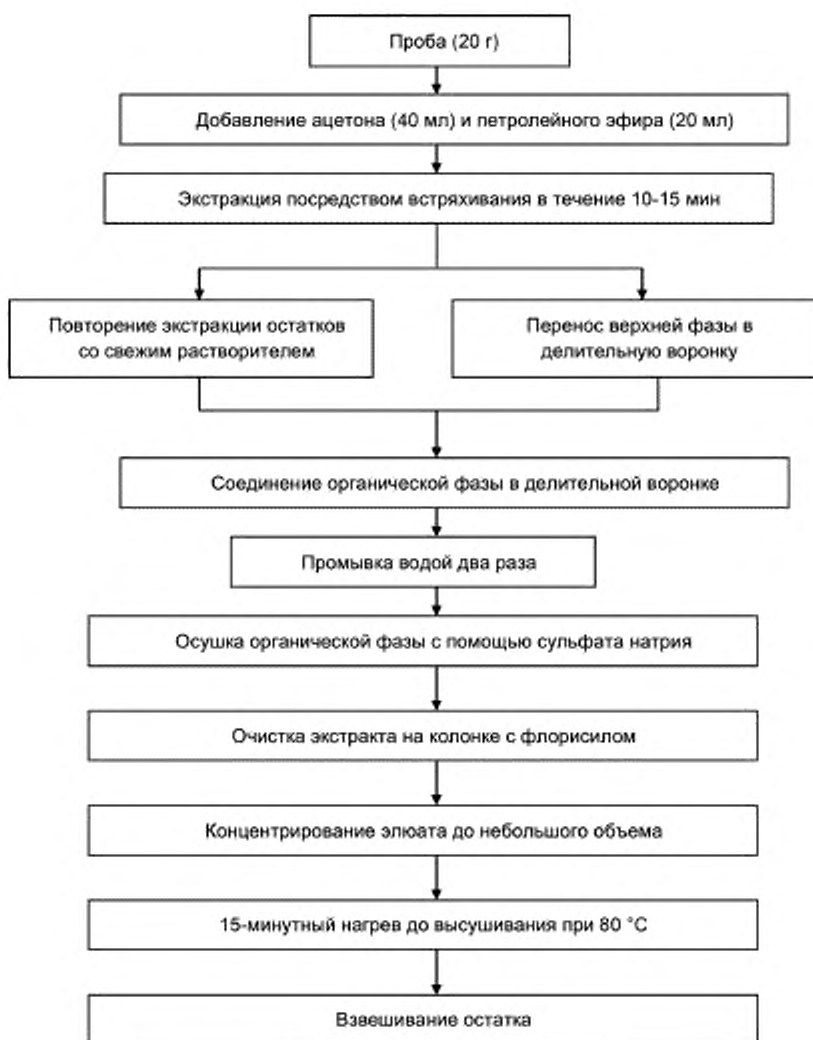 Проба (20 г)
Добавление ацетона (40 мл) и петролейного эфира (20 мл)
Экстракция посредством встряхивания в течение 10-15 мин
Повторение экстракции остатков
со свежим растворителем
Перенос верхней фазы в
делительную воронку
Соединение органической фазы в делительной воронке
Промывка водой два раза
Осушка органической фазы с помощью сульфата натрия
Очистка экстракта на колонке с флорисилом
Концентрирование элюата до небольшого объема
15-минутный нагрев до высушивания при 80 °С
Взвешивание остатка